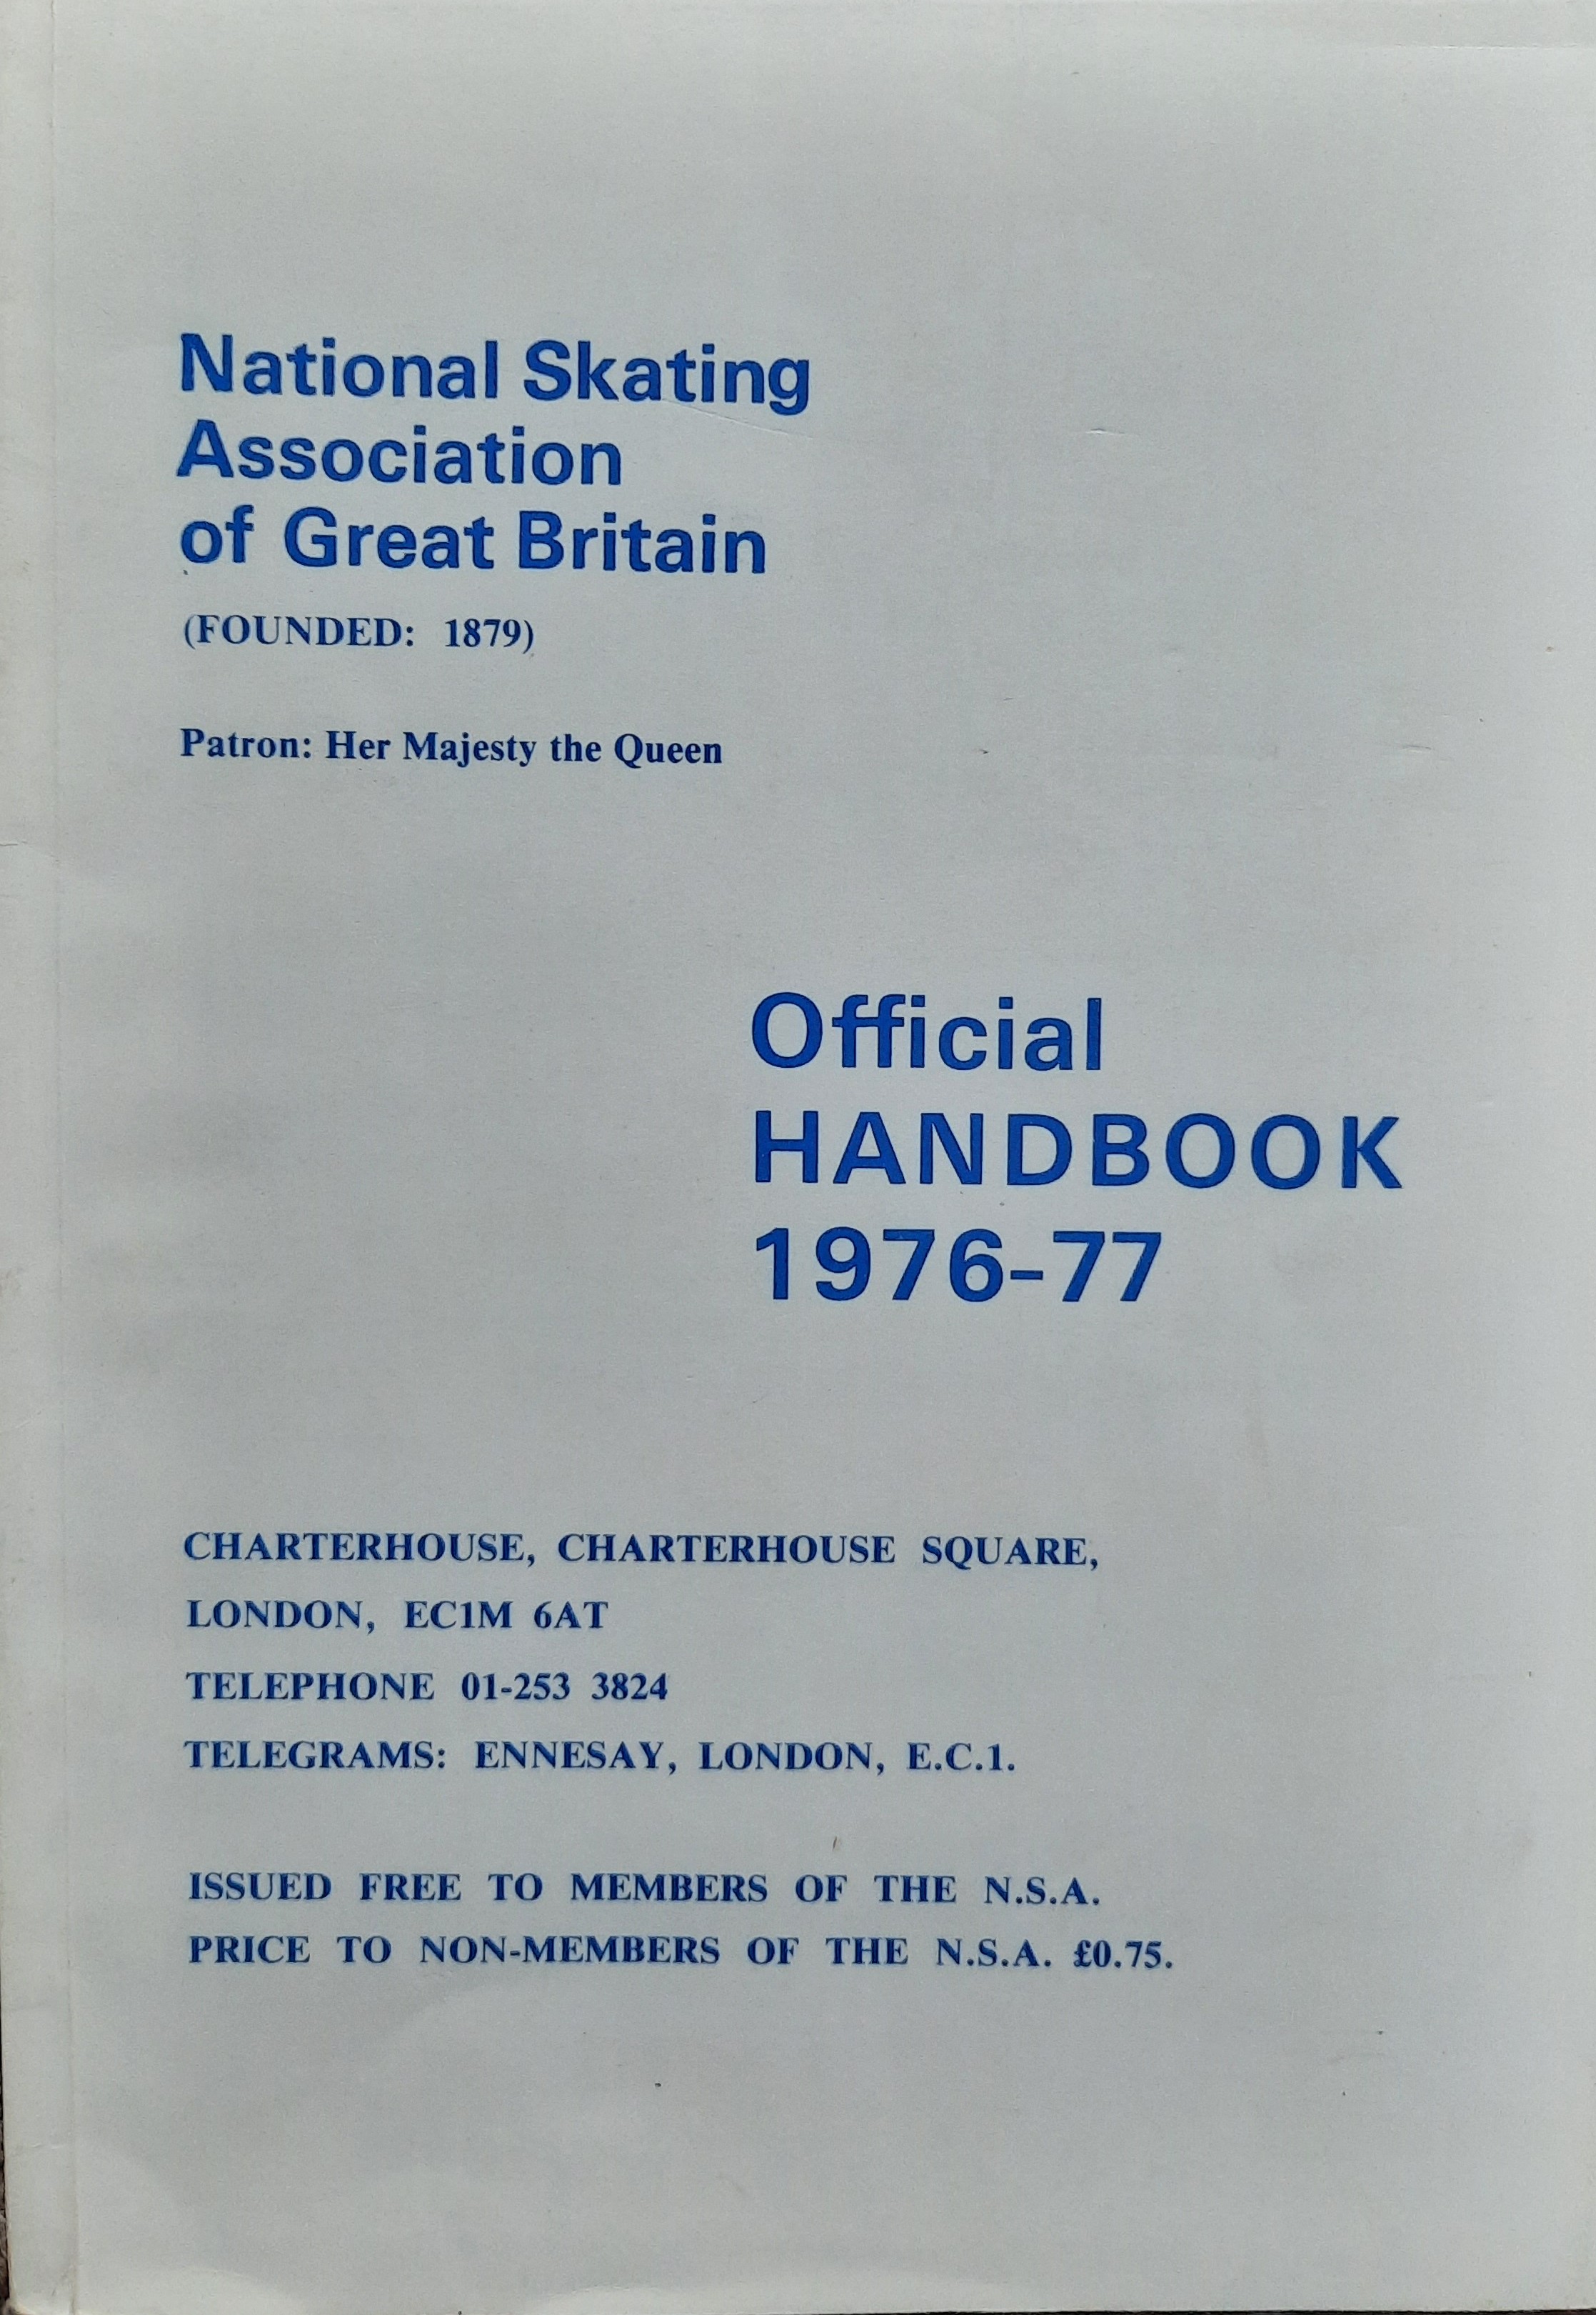 National Skating
Association
of Great Britain
(FOUNDED: 1879)
Patron: Her Majesty the Queen
Official
HANDBOOK
1976-77
CHARTERHOUSE, CHARTERHOUSE SQUARE,
LONDON, EC1M 6AT
TELEPHONE 01-253 3824
TELEGRAMS: ENNESAY, LONDON, E.C.1.
ISSUED FREE TO MEMBERS OF THE N.S.A.
PRICE TO NON-MEMBERS OF THE N.S.A. £0.75.